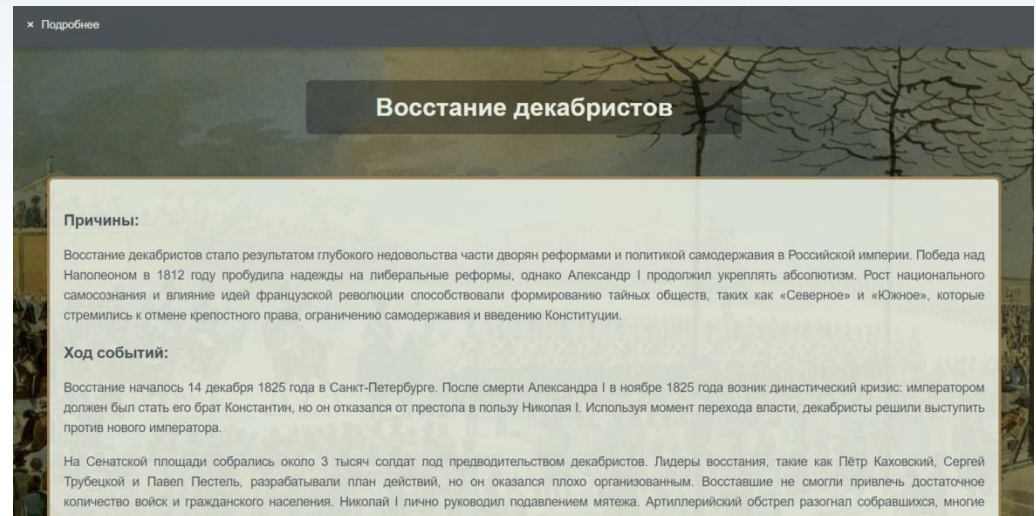 × Подробнее
Восстание декабристов
Причины:
Восстание декабристов стало результатом глубокого недовольства части дворян реформами и политикой самодержавия в Российской империи. Победа над
Наполеоном в 1812 году пробудила надежды на либеральные реформы, однако Александр I продолжил укреплять абсолютизм. Рост национального
самосознания и влияние идей французской революции способствовали формированию тайных обществ, таких как «Северное» и «Южное», которые
стремились к отмене крепостного права, ограничению самодержавия и введению Конституции.
Ход событий:
Восстание началось 14 декабря 1825 года в Санкт-Петербурге. После смерти Александра I в ноябре 1825 года возник династический кризис: императором
должен был стать его брат Константин, но он отказался от престола в пользу Николая I. Используя момент перехода власти, декабристы решили выступить
против нового императора.
На Сенатской площади собрались около 3 тысяч солдат под предводительством декабристов. Лидеры восстания, такие как Пётр Каховский, Сергей
Трубецкой и Павел Пестель, разрабатывали план действий, но он оказался плохо организованным. Восставшие не смогли привлечь достаточное
количество войск и гражданского населения. Николай I лично руководил подавлением мятежа. Артиллерийский обстрел разогнал собравшихся, многие